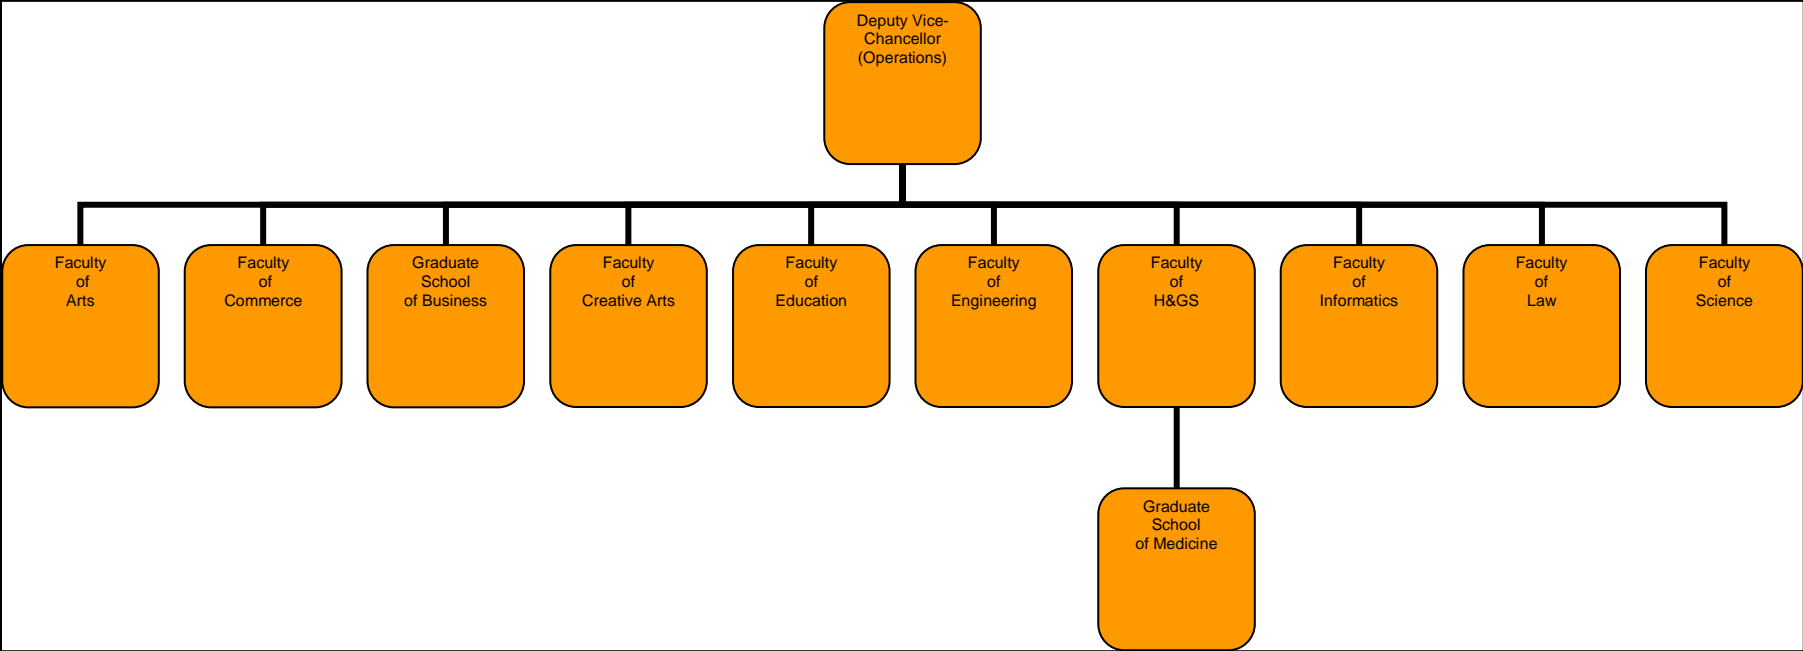 Deputy Vice-
Chancellor
(Operations)
Faculty
of
Arts
Faculty
of
Commerce
Graduate
School
of Business
Faculty
of
Creative Arts
Faculty
of
Education
Faculty
of
Engineering
Faculty
of
H&GS
Faculty
of
Informatics
Faculty
of
Law
Faculty
of
Science
Graduate
School
of Medicine